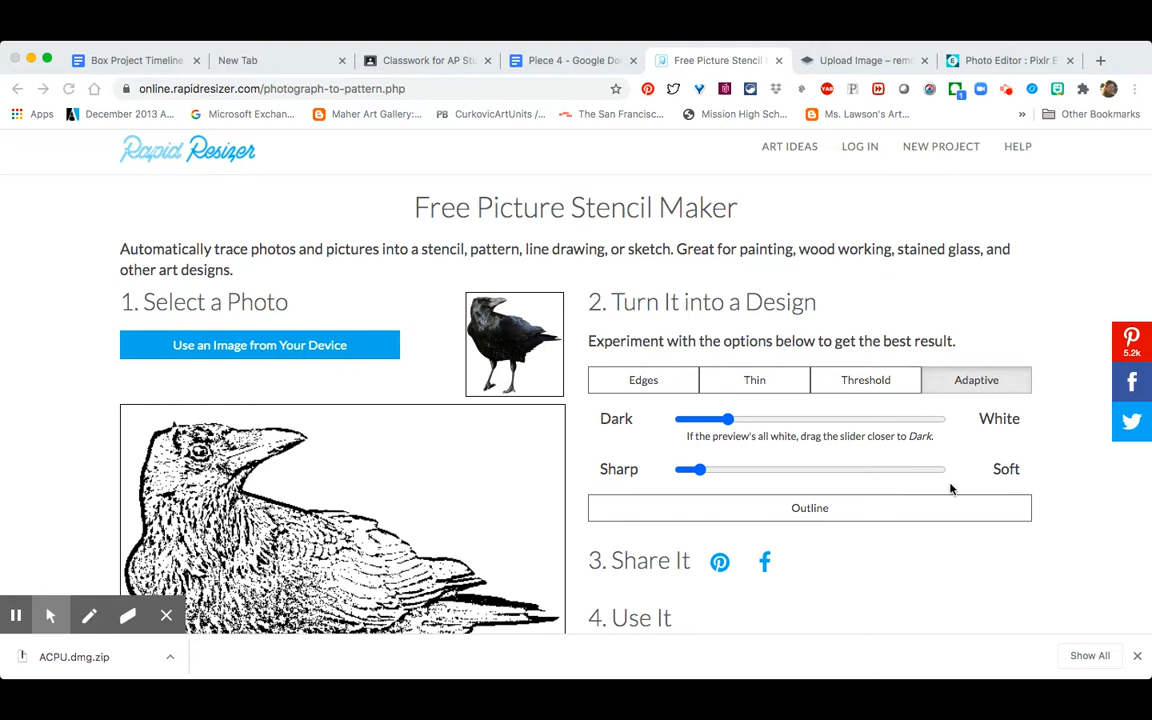 Box Project Timeline
New Tab
Classwork for AP Stu
Piece 4 - Google Do
Free Picture Stencil
Upload Image – remo
Photo Editor : Pixlr E
online.rapidresizer.com/photograph-to-pattern.php
Apps
December 2013 A...
Microsoft Exchan...
Maher Art Gallery:...
PB CurkovicArtUnits /...
The San Francisc...
Mission High Sch...
Ms. Lawson's Art...
»
Other Bookmarks
Rapid Resizer
ART IDEAS
LOG IN
NEW PROJECT
HELP
Free Picture Stencil Maker
Automatically trace photos and pictures into a stencil, pattern, line drawing, or sketch. Great for painting, wood working, stained glass, and
other art designs.
1. Select a Photo
Use an Image from Your Device
2. Turn It into a Design
Experiment with the options below to get the best result.
Edges
Thin
Threshold
Adaptive
Dark
White
If the preview's all white, drag the slider closer to Dark.
Sharp
Soft
Outline
3. Share It
4. Use It
5.2k
ACPU.dmg.zip
Show All